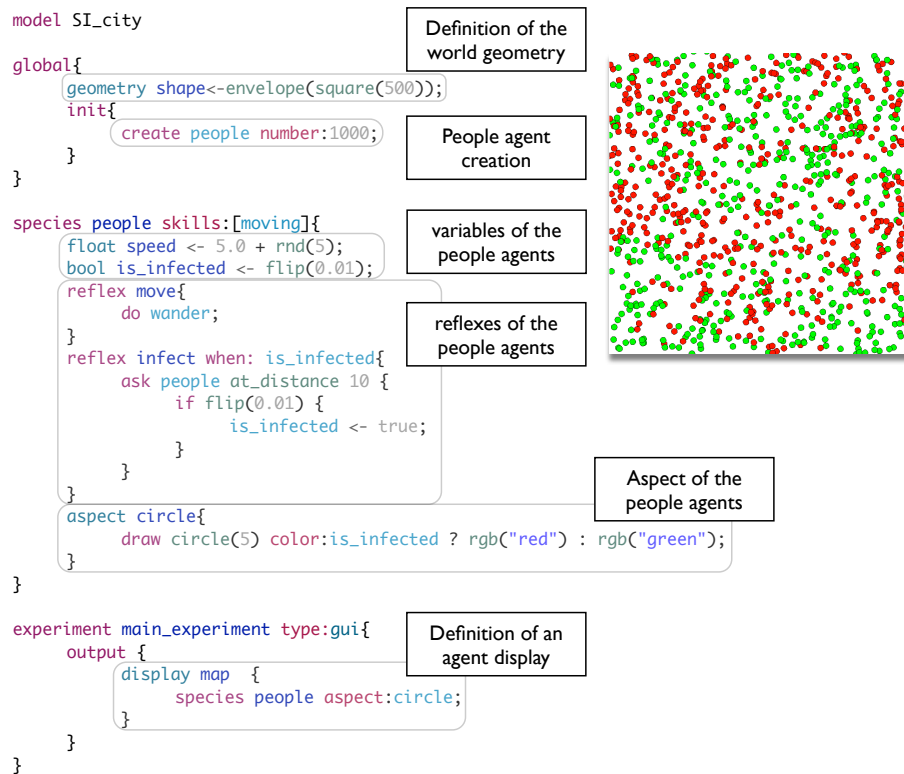 model SI_city
Definition of the
world geometry
global{
geometry shape<-envelope(square(500));
init{
create people number:1000;
People agent
creation
}
}
species people skills:[moving]{
float speed <- 5.0 + rnd(5);
bool is_infected <- flip(0.01);
variables of the
people agents
reflex move{
do wander;
}
reflex infect when: is_infected{
ask people at_distance 10 {
if flip(0.01) {
is_infected <- true;
}
}
}
reflexes of the
people agents
Aspect of the
people agents
aspect circle{
draw circle(5) color:is_infected ? rgb("red") : rgb("green");
}
}
experiment main_experiment type:gui{
Definition of an
agent display
output {
display map {
species people aspect:circle;
}
}
}